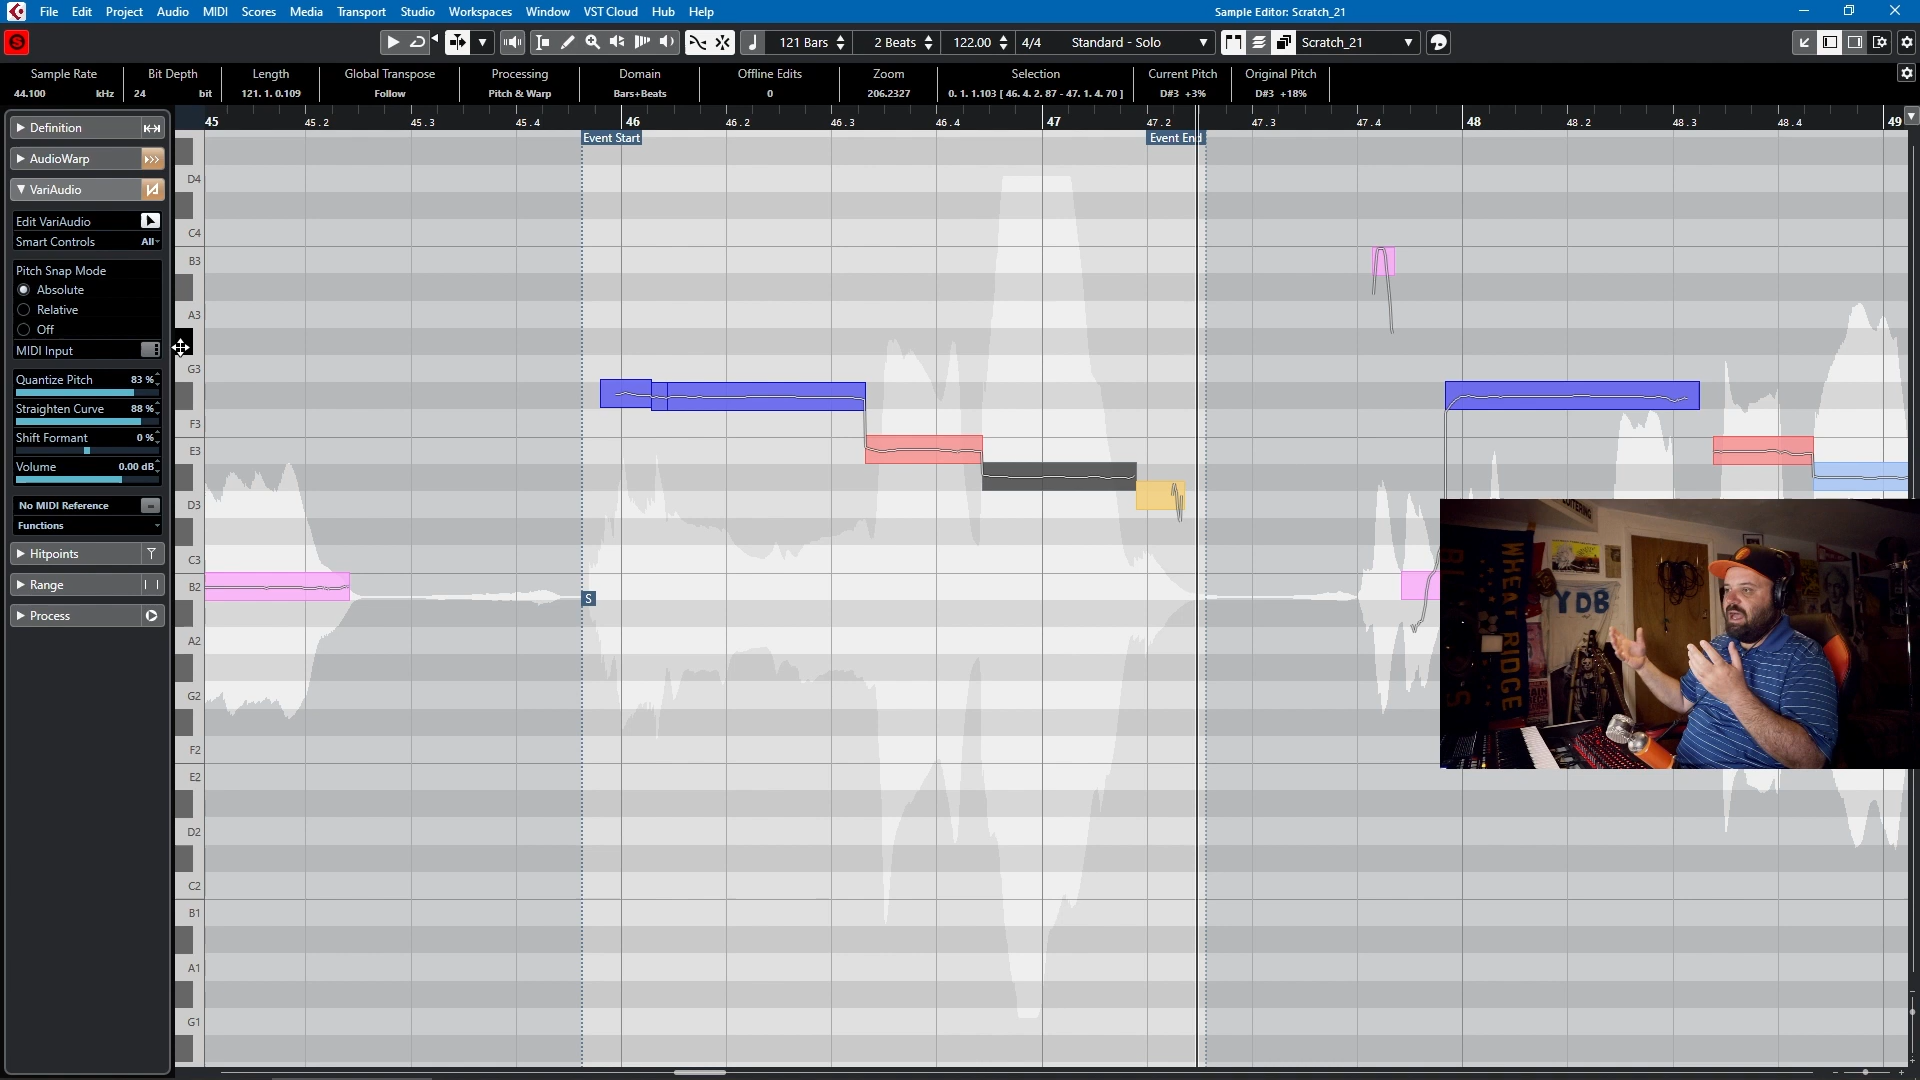 File Edit Project Audio MIDI Scores Media Transport Studio Workspaces Window VST Cloud Hub Help
Sample Editor: Scratch_21
121 Bars 2 Beats 122.00 4/4 Standard - Solo Scratch_21
Sample Rate Bit Depth Length Global Transpose Processing Domain Offline Edits Zoom Selection Current Pitch Original Pitch
44.100 kHz 24 bit 121. 1. 0.109 Follow Pitch & Warp Bars+Beats 0 206.2327 0. 1. 1.103 [ 46. 4. 2. 87 - 47. 1. 4. 70 ] D#3 +3% D#3 +18%
45 45.2 45.3 45.4 46 46.2 46.3 46.4 47 47.2 47.3 47.4 48 48.2 48.3 48.4 49
Event Start Event End
Definition
AudioWarp
VariAudio
Edit VariAudio
Smart Controls All
Pitch Snap Mode
Absolute
Relative
Off
MIDI Input
Quantize Pitch 83 %
Straighten Curve 88 %
Shift Formant 0 %
Volume 0.00 dB
No MIDI Reference
Functions
Hitpoints
Range
Process
D4
C4
B3
A3
G3
F3
E3
D3
C3
B2
A2
G2
F2
E2
D2
C2
B1
A1
G1
S
WHEAT RIDGE
YDB